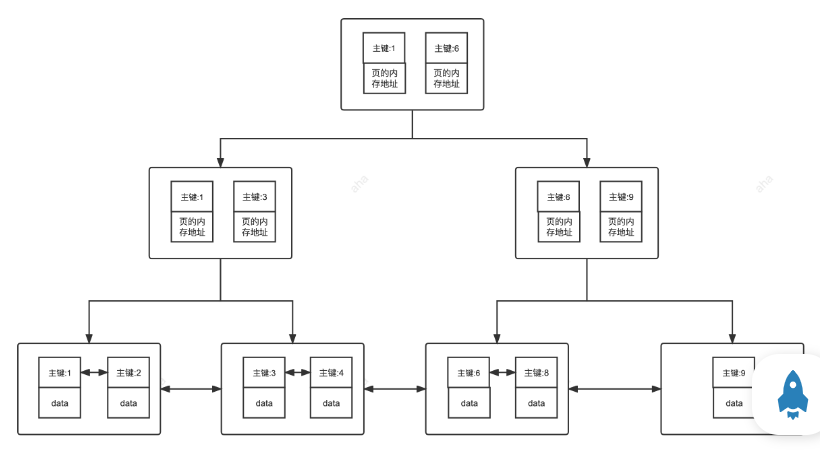 主键:1
主键:6
页的内
存地址
页的内
存地址
主键:1
主键:3
页的内
存地址
页的内
存地址
aha
主键:6
主键:9
页的内
存地址
页的内
存地址
aha
主键:1
主键:2
data
data
主键:3
主键:4
data
data
主键:6
主键:8
data
data
主键:9
data